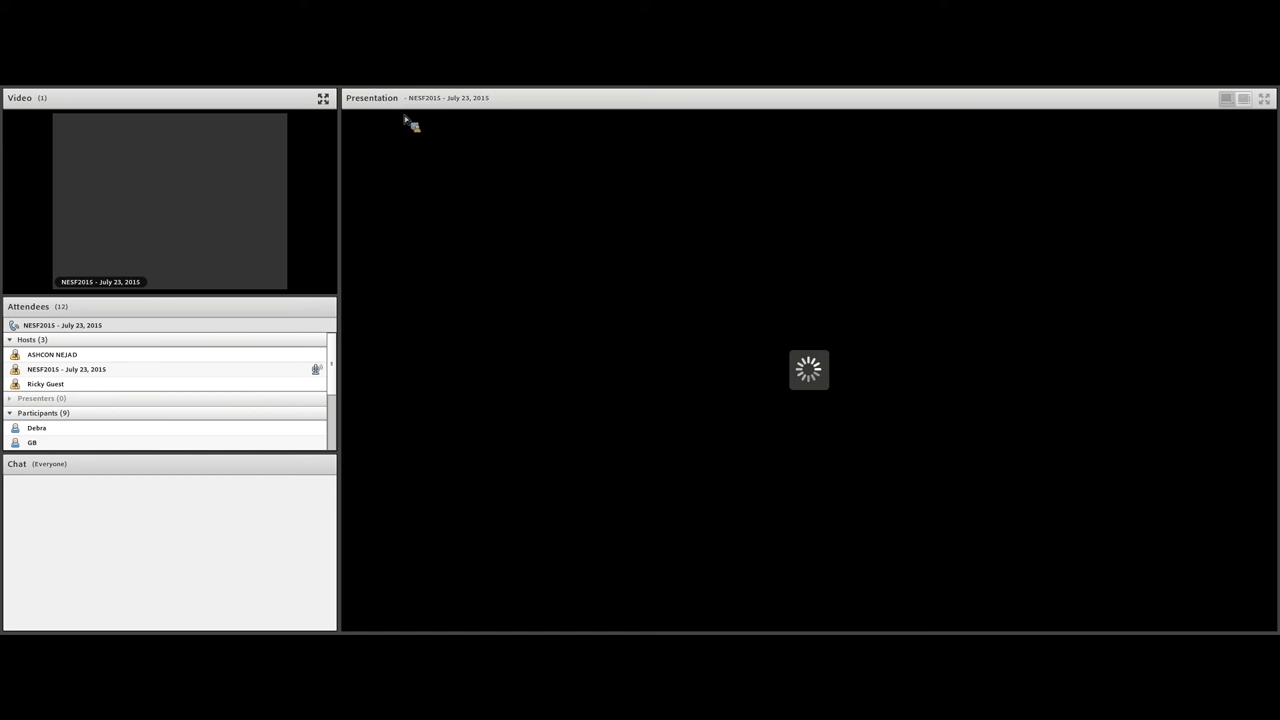 Video (1)
Presentation - NESF2015 - July 23, 2015
NESF2015 - July 23, 2015
Attendees (12)
NESF2015 - July 23, 2015
Hosts (3)
ASHCON NEJAD
NESF2015 - July 23, 2015
Ricky Guest
Presenters (0)
Participants (9)
Debra
GB
Chat (Everyone)